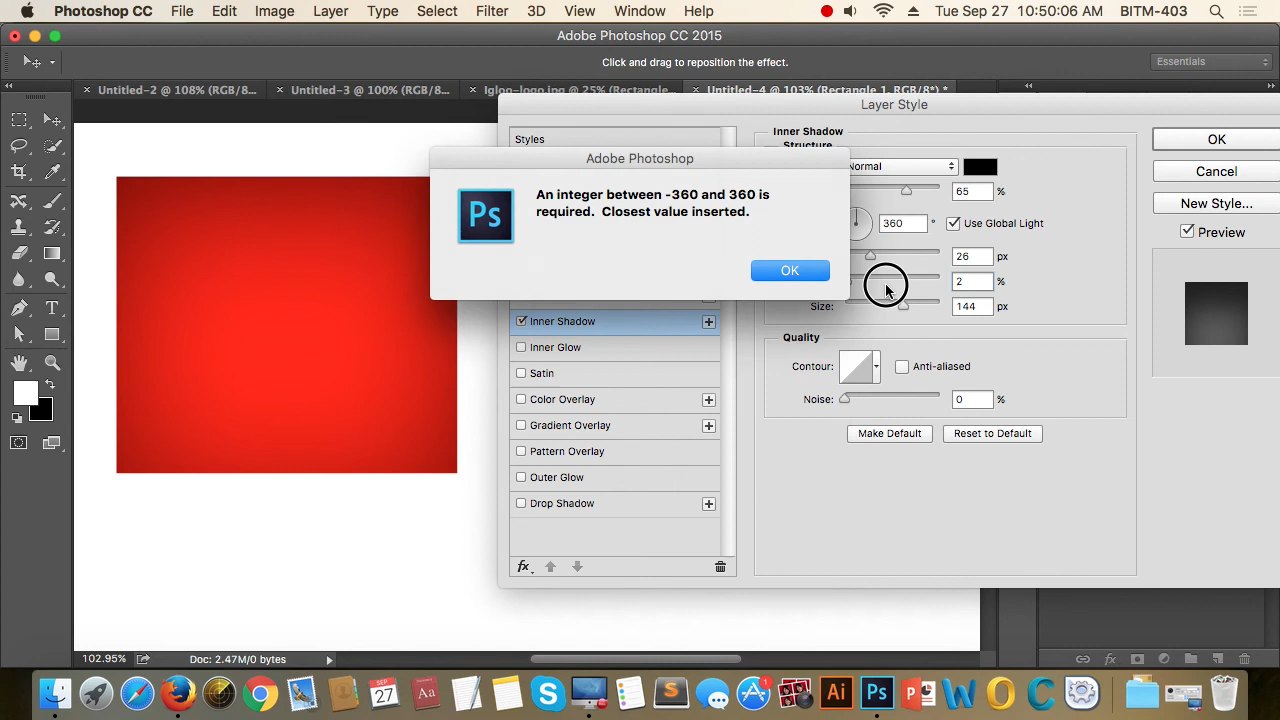 Photoshop CC File Edit Image Layer Type Select Filter 3D View Window Help Tue Sep 27 10:50:06 AM BITM-403
Adobe Photoshop CC 2015
Click and drag to reposition the effect. Essentials
Untitled-2 @ 108% (RGB/8... Untitled-3 @ 100% (RGB/8... Igloo-logo.jpg @ 25% (Rectangle... Untitled-4 @ 103% (Rectangle 1, RGB/8*) *
Layer Style
Styles
Adobe Photoshop
An integer between -360 and 360 is
required. Closest value inserted.
OK
Inner Shadow
Structure
Normal
65 %
360 ° Use Global Light
26 px
2 %
Size: 144 px
Quality
Contour: Anti-aliased
Noise: 0 %
Make Default Reset to Default
OK
Cancel
New Style...
Preview
Inner Shadow
Inner Glow
Satin
Color Overlay
Gradient Overlay
Pattern Overlay
Outer Glow
Drop Shadow
fx
102.95% Doc: 2.47M/0 bytes
fx
SEP
27
Aa
S
1
Ai
Ps
P
W
O
C